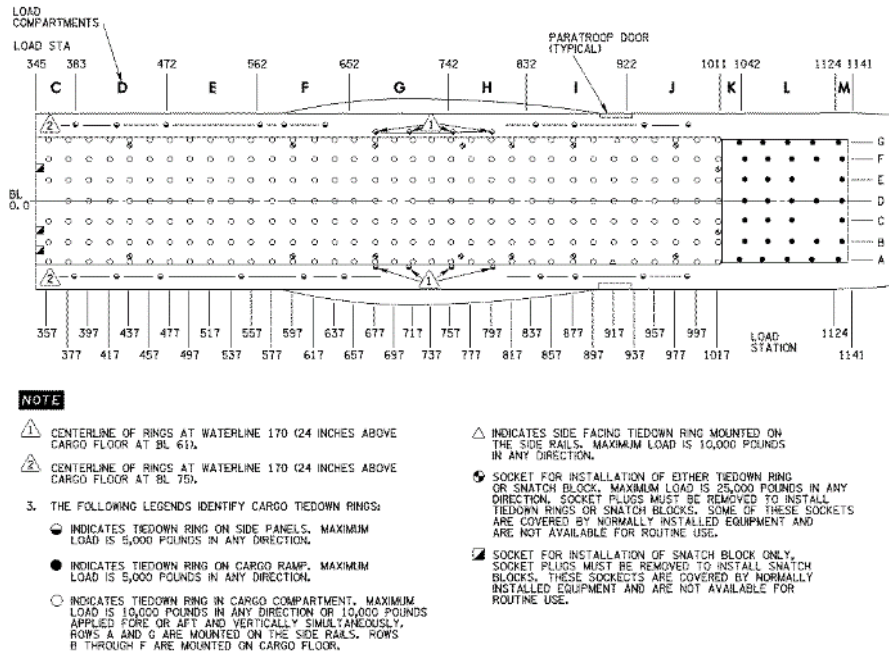 LOAD
COMPARTMENTS
LOAD STA
PARATROOP DOOR
(TYPICAL)
345 383 472 562 652 742 832 922 1011 1042 1124 1141
C D E F G H I J K L M
2 1
G
F
E
BL
0.0
D
C
B
A
2 1
357 397 437 477 517 557 597 637 677 717 757 797 837 877 917 957 997 LOAD 1124
377 417 457 497 537 577 617 657 697 737 777 817 857 897 937 977 1017 STATION 1141
NOTE
1 CENTERLINE OF RINGS AT WATERLINE 170 (24 INCHES ABOVE
CARGO FLOOR AT BL 61).
2 CENTERLINE OF RINGS AT WATERLINE 170 (24 INCHES ABOVE
CARGO FLOOR AT BL 75).
3. THE FOLLOWING LEGENDS IDENTIFY CARGO TIEDOWN RINGS:
INDICATES TIEDOWN RING ON SIDE PANELS. MAXIMUM
LOAD IS 5,000 POUNDS IN ANY DIRECTION.
INDICATES TIEDOWN RING ON CARGO RAMP. MAXIMUM
LOAD IS 5,000 POUNDS IN ANY DIRECTION.
INDICATES TIEDOWN RING IN CARGO COMPARTMENT. MAXIMUM
LOAD IS 10,000 POUNDS IN ANY DIRECTION OR 10,000 POUNDS
APPLIED FORE OR AFT AND VERTICALLY SIMULTANEOUSLY.
ROWS A AND G ARE MOUNTED ON THE SIDE RAILS. ROWS
B THROUGH F ARE MOUNTED ON CARGO FLOOR.
INDICATES SIDE FACING TIEDOWN RING MOUNTED ON
THE SIDE RAILS. MAXIMUM LOAD IS 10,000 POUNDS
IN ANY DIRECTION.
SOCKET FOR INSTALLATION OF EITHER TIEDOWN RING
OR SNATCH BLOCK. MAXIMUM LOAD IS 25,000 POUNDS IN ANY
DIRECTION. SOCKET PLUGS MUST BE REMOVED TO INSTALL
TIEDOWN RINGS OR SNATCH BLOCKS. SOME OF THESE SOCKETS
ARE COVERED BY NORMALLY INSTALLED EQUIPMENT AND
ARE NOT AVAILABLE FOR ROUTINE USE.
SOCKET FOR INSTALLATION OF SNATCH BLOCK ONLY.
SOCKET PLUGS MUST BE REMOVED TO INSTALL SNATCH
BLOCKS. THESE SOCKECTS ARE COVERED BY NORMALLY
INSTALLED EQUIPMENT AND ARE NOT AVAILABLE FOR
ROUTINE USE.